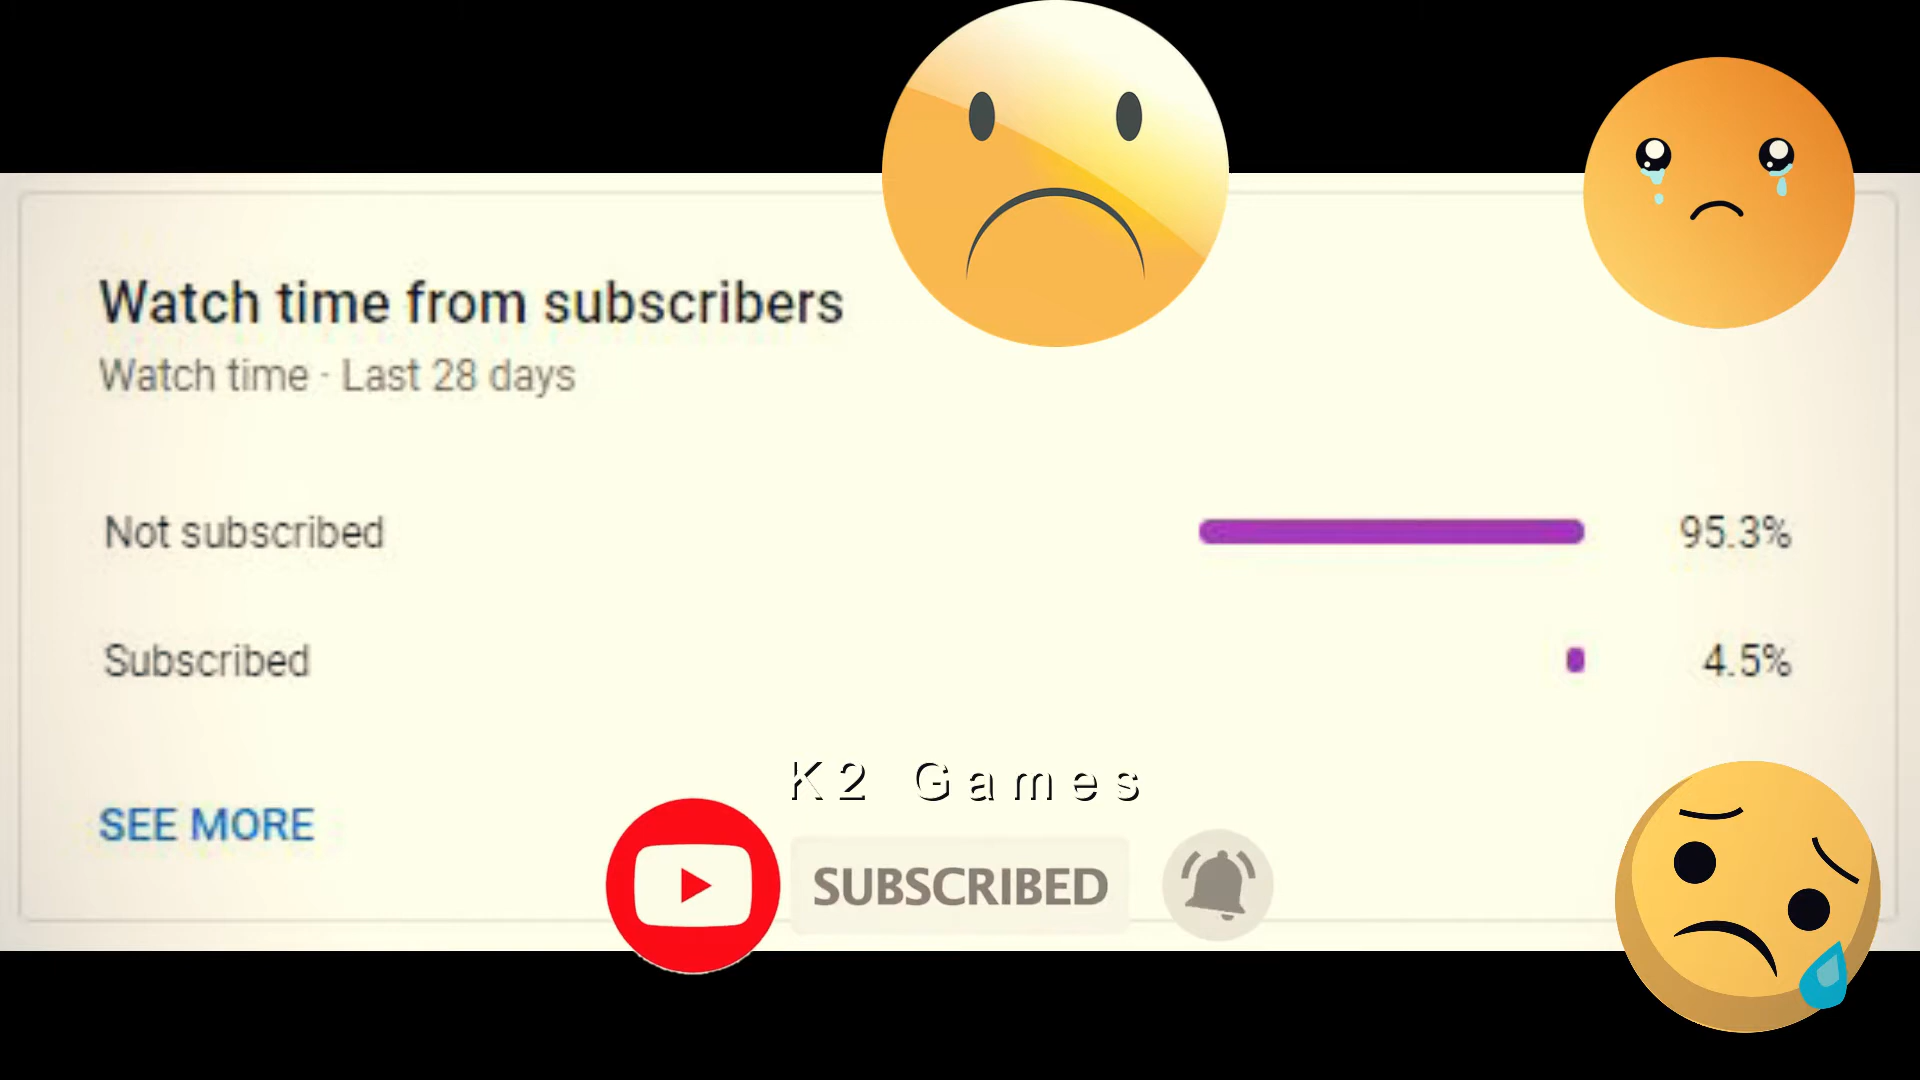 Watch time from subscribers
Watch time · Last 28 days
Not subscribed 95.3%
Subscribed 4.5%
K2 Games
SEE MORE
SUBSCRIBED